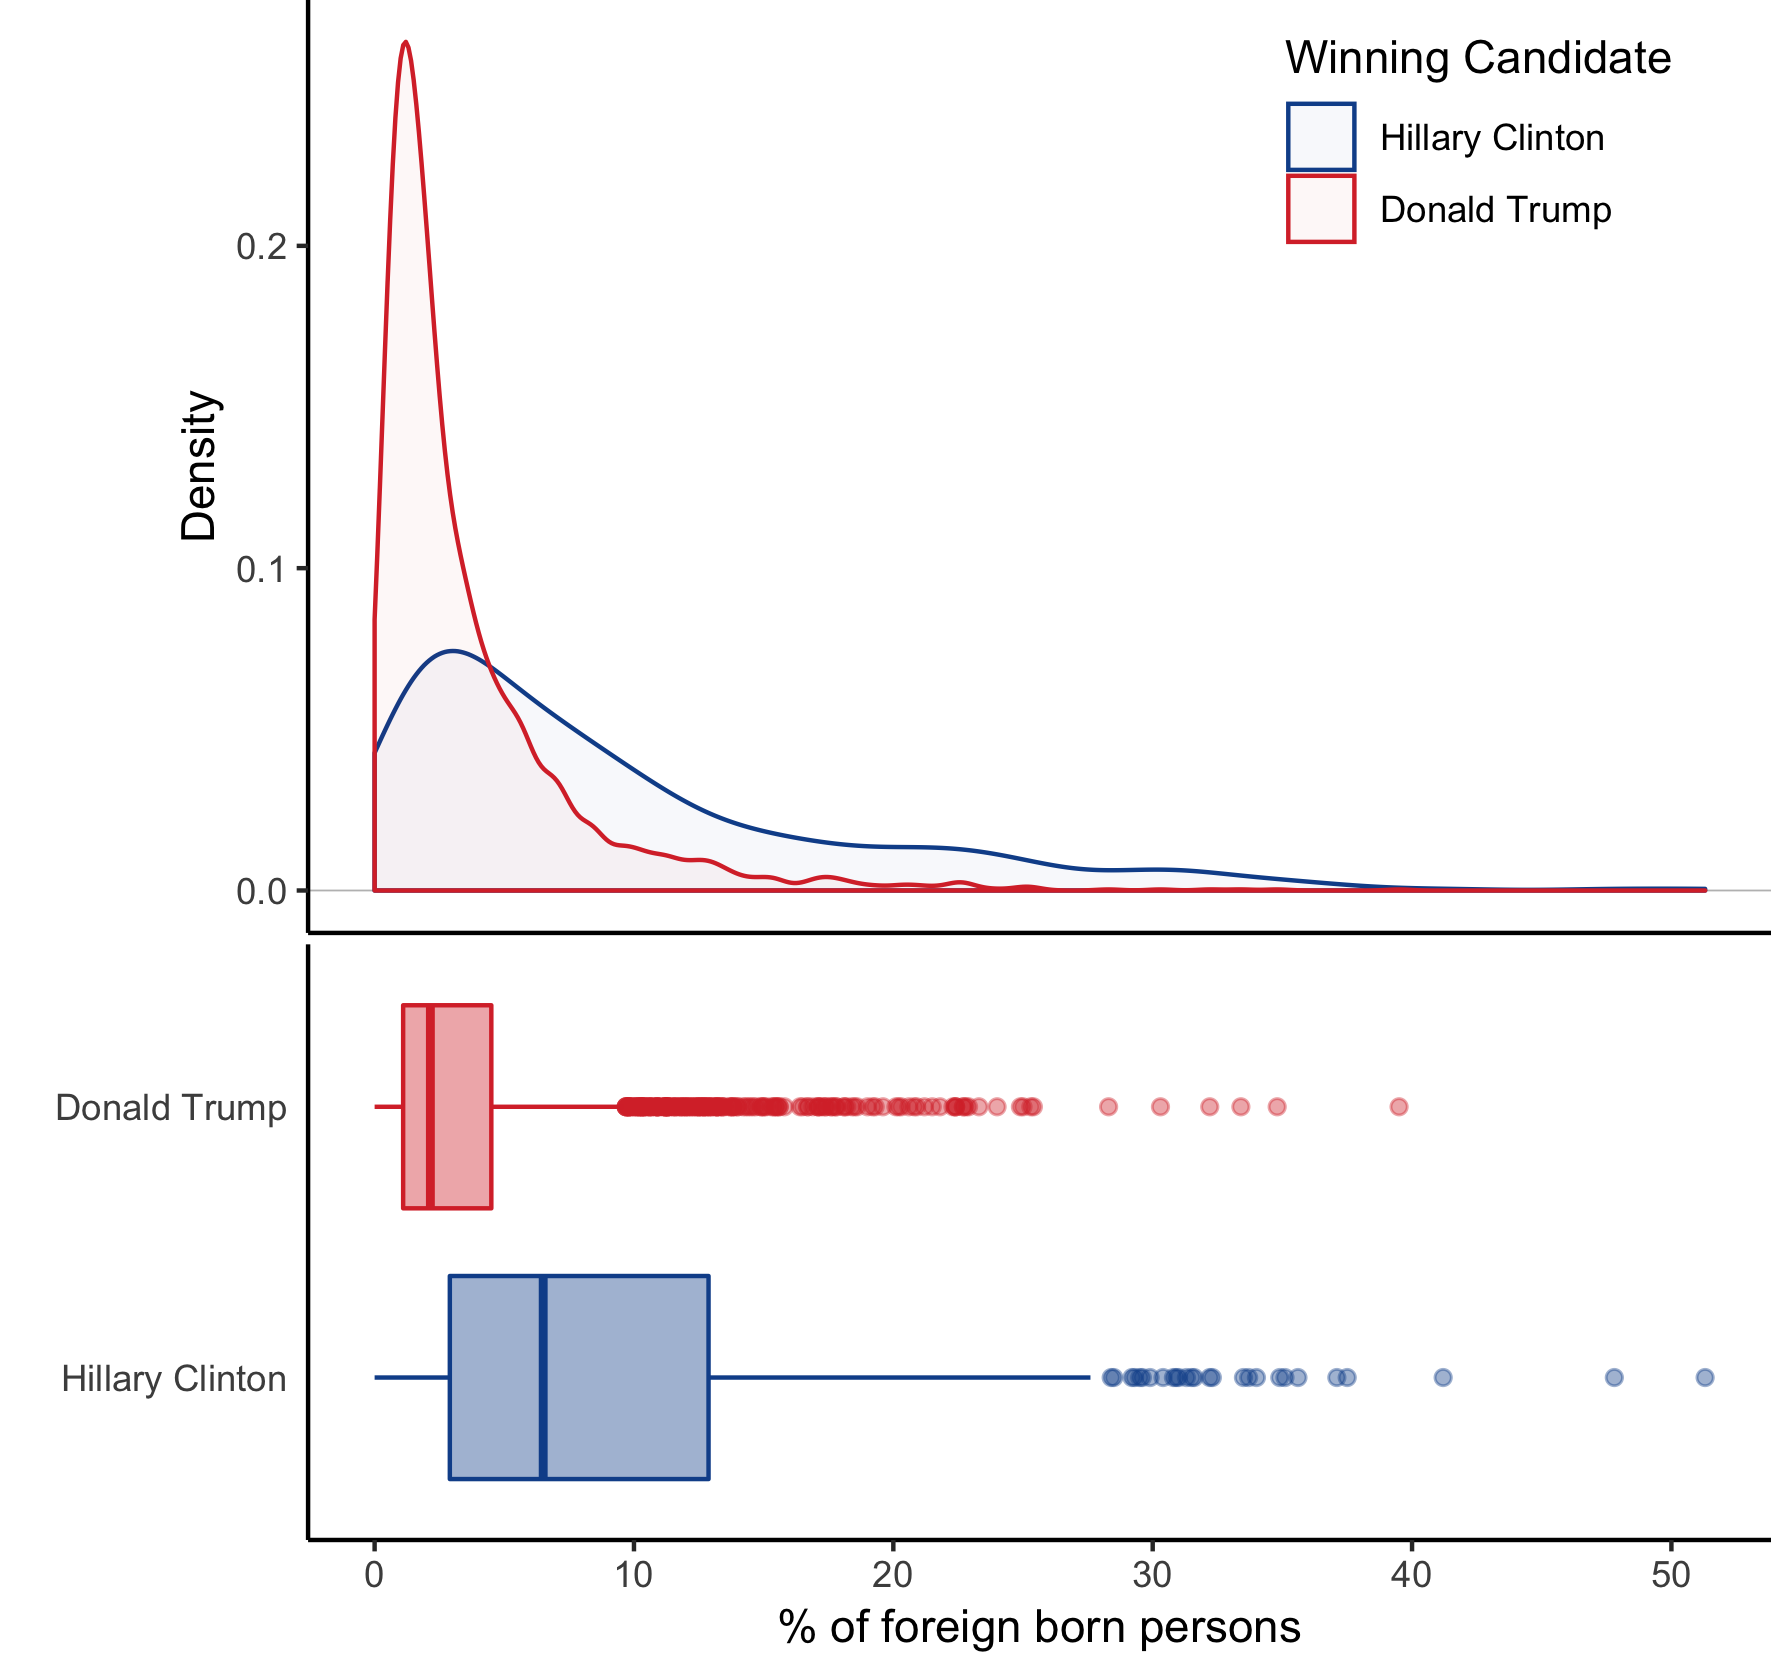 Winning Candidate
Hillary Clinton
Donald Trump
Density
0.2
0.1
0.0
Donald Trump
Hillary Clinton
0 10 20 30 40 50
% of foreign born persons